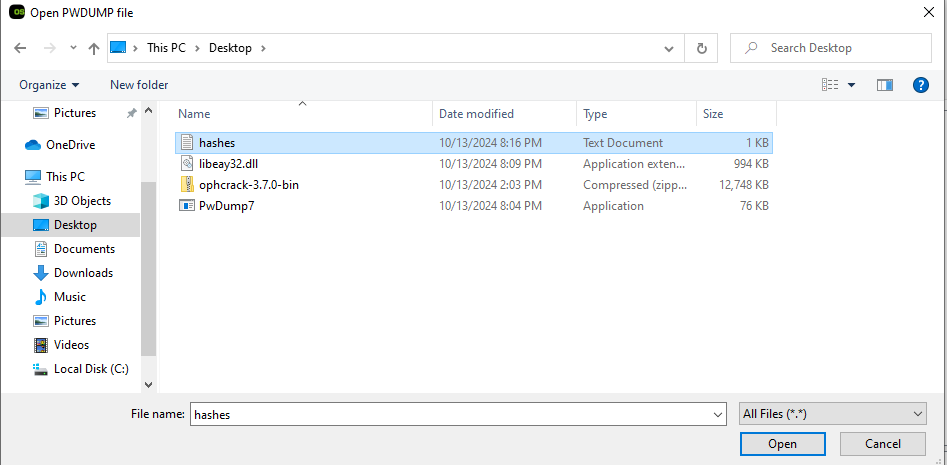 OS Open PWDUMP file
This PC Desktop Search Desktop
Organize New folder ?
Name Date modified Type Size
Pictures
hashes 10/13/2024 8:16 PM Text Document 1 KB
OneDrive
libeay32.dll 10/13/2024 8:09 PM Application exten... 994 KB
This PC
ophcrack-3.7.0-bin 10/13/2024 2:03 PM Compressed (zipp... 12,748 KB
3D Objects
PwDump7 10/13/2024 8:04 PM Application 76 KB
Desktop
Documents
Downloads
Music
Pictures
Videos
Local Disk (C:)
File name: hashes All Files (*.*)
Open Cancel